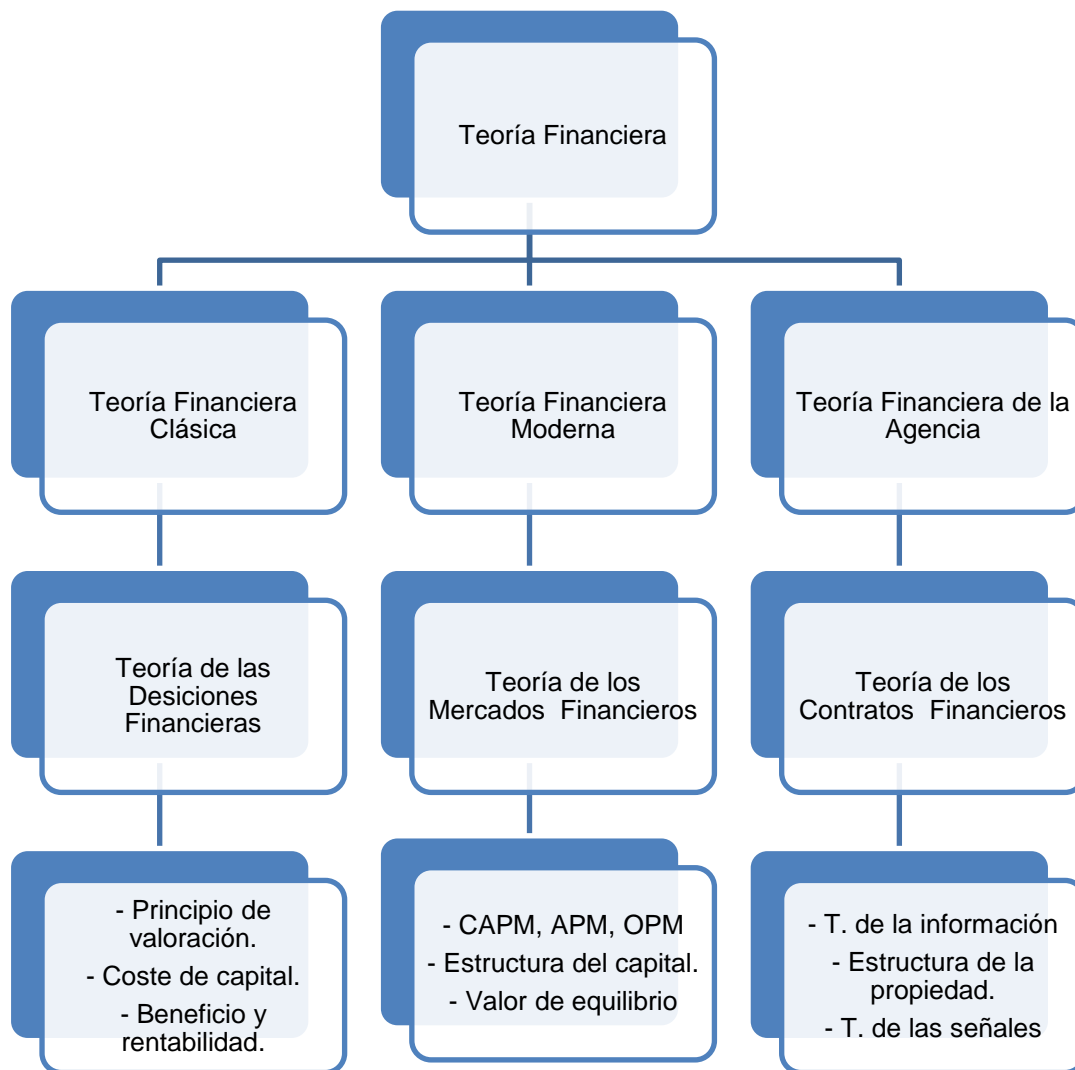 Teoría Financiera
Teoría Financiera
Clásica
Teoría Financiera
Moderna
Teoría Financiera de la
Agencia
Teoría de las
Desiciones
Financieras
Teoría de los
Mercados  Financieros
Teoría de los
Contratos  Financieros
- Principio de
valoración.
- Coste de capital.
- Beneficio y
rentabilidad.
- CAPM, APM, OPM
- Estructura del capital.
- Valor de equilibrio
- T. de la información
- Estructura de la
propiedad.
- T. de las señales